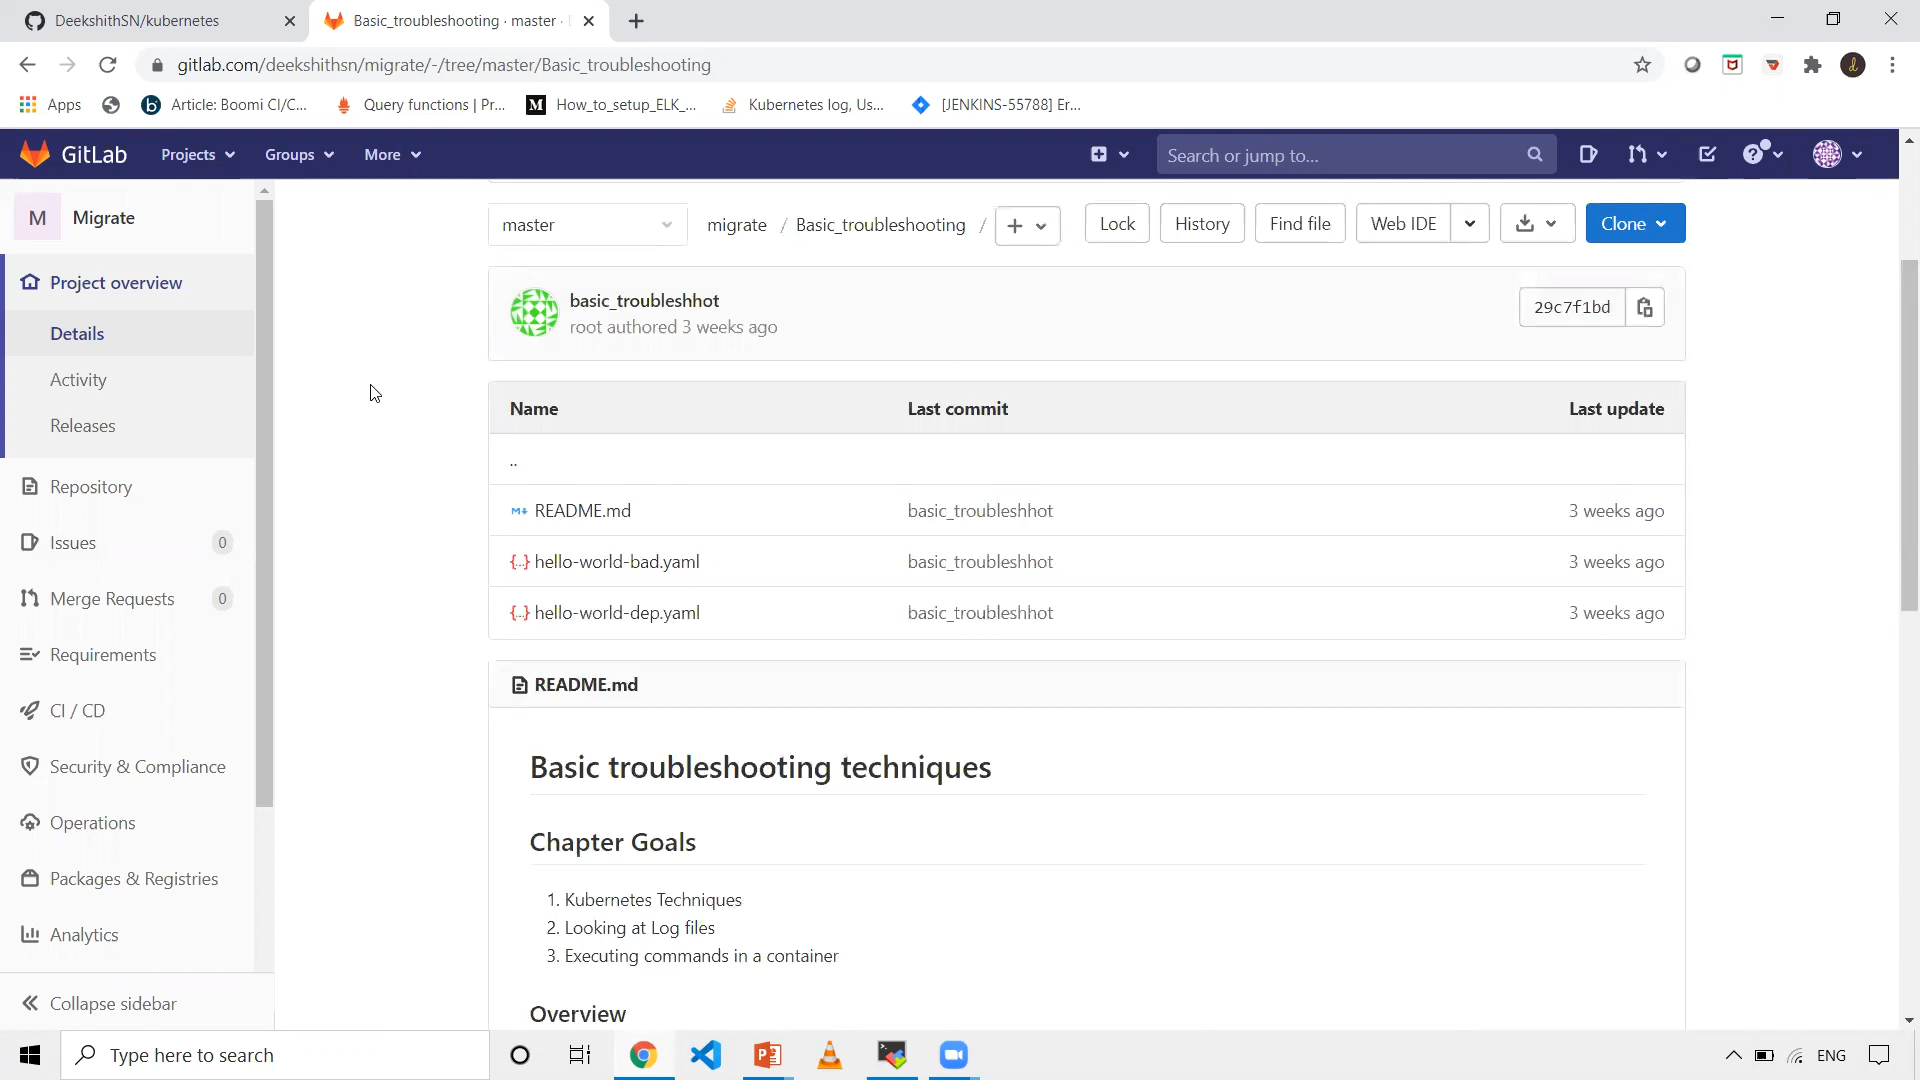 DeekshithSN/kubernetes
Basic_troubleshooting · master ·
gitlab.com/deekshithsn/migrate/-/tree/master/Basic_troubleshooting
Apps
Article: Boomi CI/C...
Query functions | Pr...
How_to_setup_ELK_...
Kubernetes log, Us...
[JENKINS-55788] Er...
GitLab
Projects
Groups
More
Search or jump to...
M
Migrate
Project overview
Details
Activity
Releases
Repository
Issues
0
Merge Requests
0
Requirements
CI / CD
Security & Compliance
Operations
Packages & Registries
Analytics
Collapse sidebar
master
migrate / Basic_troubleshooting /
Lock
History
Find file
Web IDE
Clone
basic_troubleshhot
root authored 3 weeks ago
29c7f1bd
Name
Last commit
Last update
..
README.md
basic_troubleshhot
3 weeks ago
hello-world-bad.yaml
basic_troubleshhot
3 weeks ago
hello-world-dep.yaml
basic_troubleshhot
3 weeks ago
README.md
Basic troubleshooting techniques
Chapter Goals
1. Kubernetes Techniques
2. Looking at Log files
3. Executing commands in a container
Overview
Type here to search
ENG